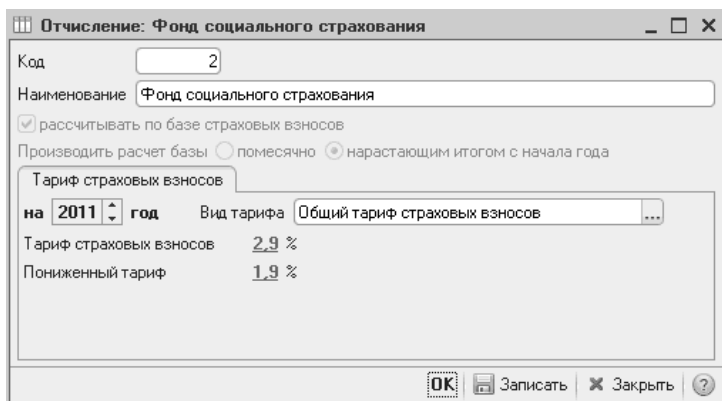 Отчисление: Фонд социального страхования
Код 2
Наименование Фонд социального страхования
рассчитывать по базе страховых взносов
Производить расчет базы помесячно нарастающим итогом с начала года
Тариф страховых взносов
на 2011 год Вид тарифа Общий тариф страховых взносов ...
Тариф страховых взносов 2,9 %
Пониженный тариф 1,9 %
OK Записать Закрыть ?